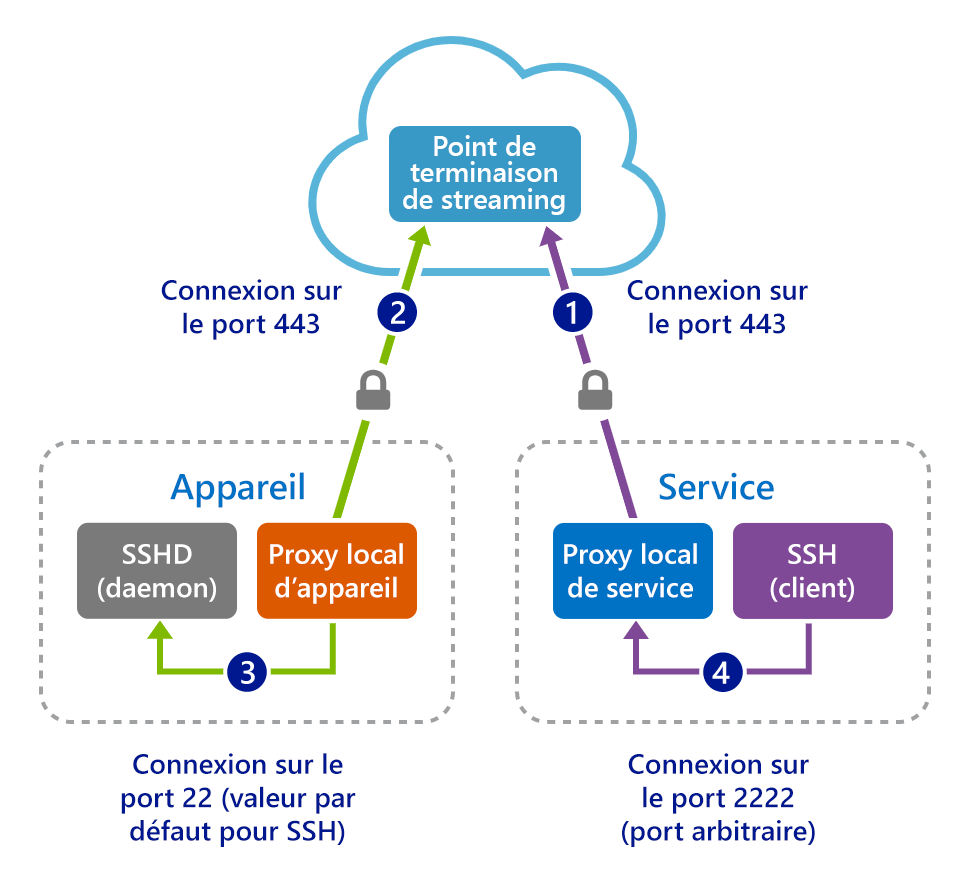 Point de
terminaison
de streaming
Connexion sur
le port 443
2
1
Connexion sur
le port 443
Appareil
SSHD
(daemon)
Proxy local
d’appareil
3
Service
Proxy local
de service
SSH
(client)
4
Connexion sur le
port 22 (valeur par
défaut pour SSH)
Connexion sur
le port 2222
(port arbitraire)